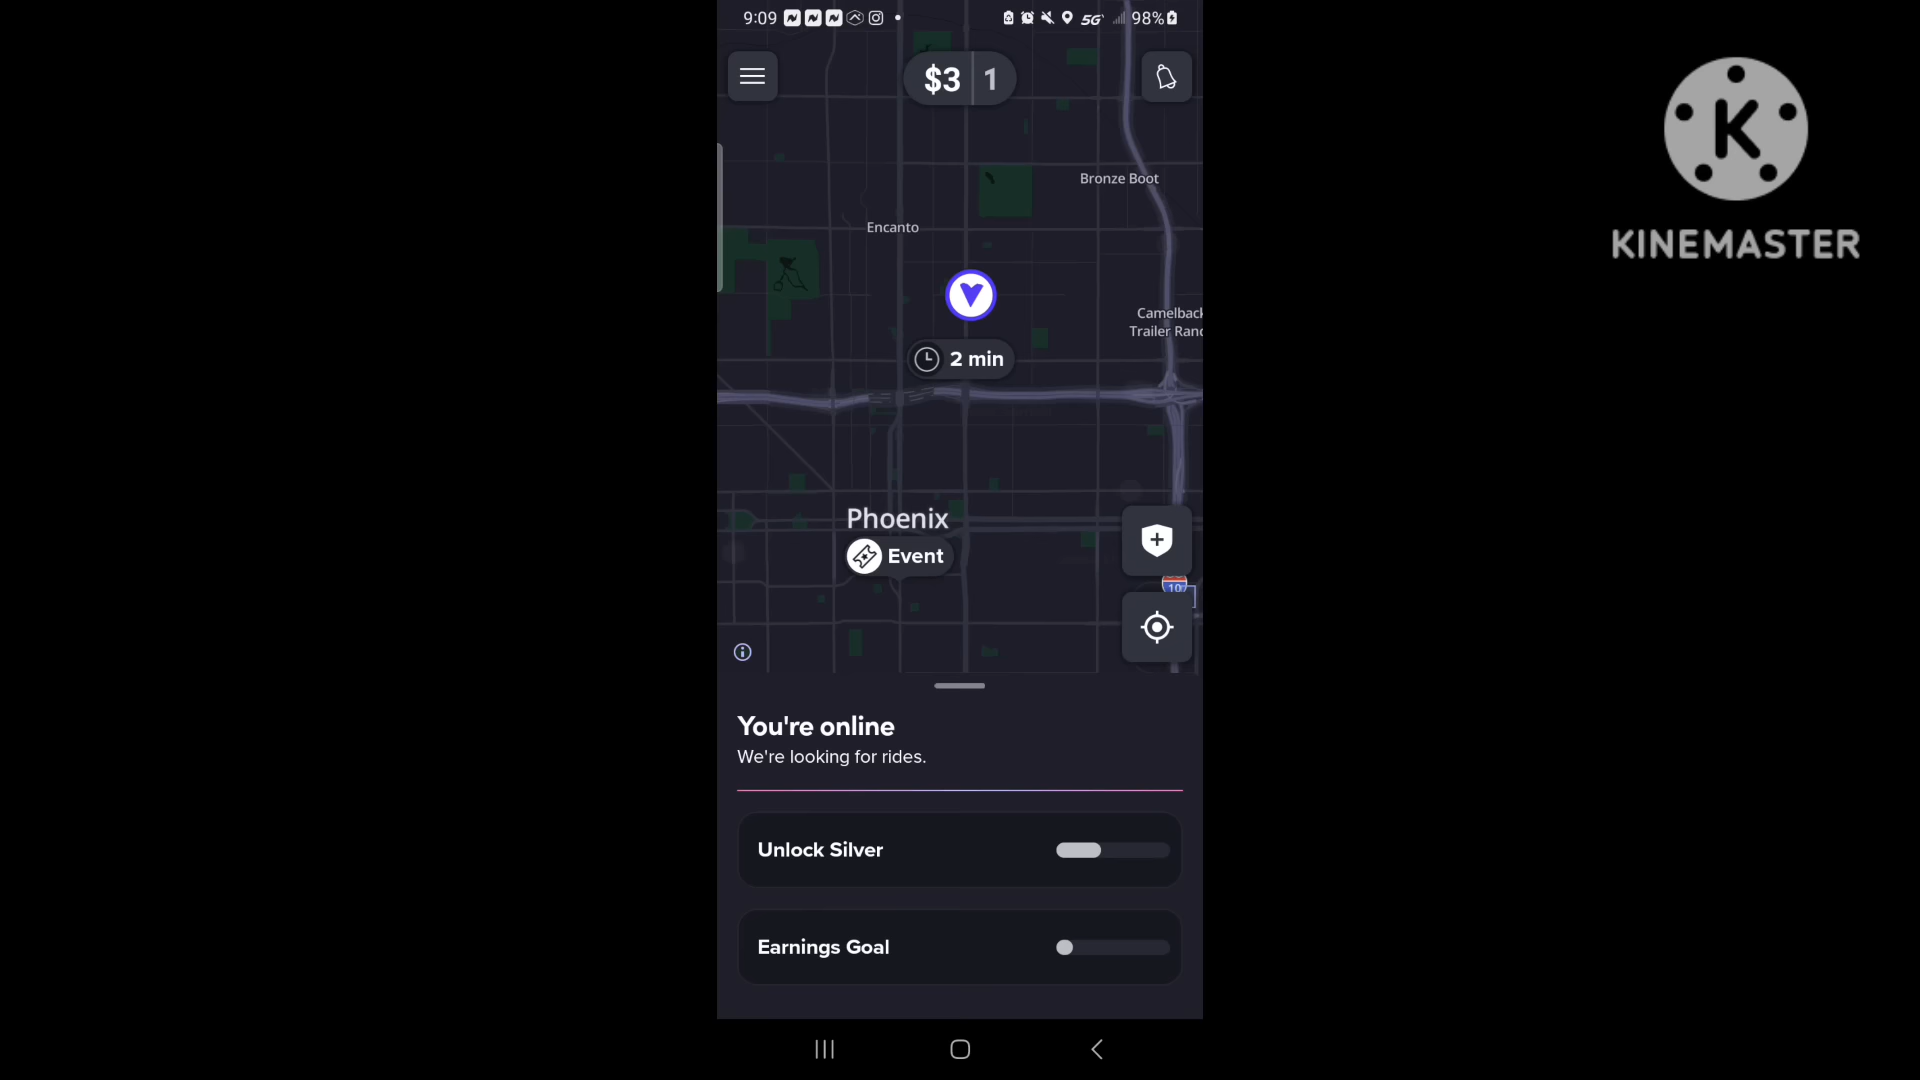 9:09
5G
98%
$3 1
Bronze Boot
Encanto
Camelback
Trailer Ranc
2 min
Phoenix
Event
10
You're online
We're looking for rides.
Unlock Silver
Earnings Goal
K
KINEMASTER